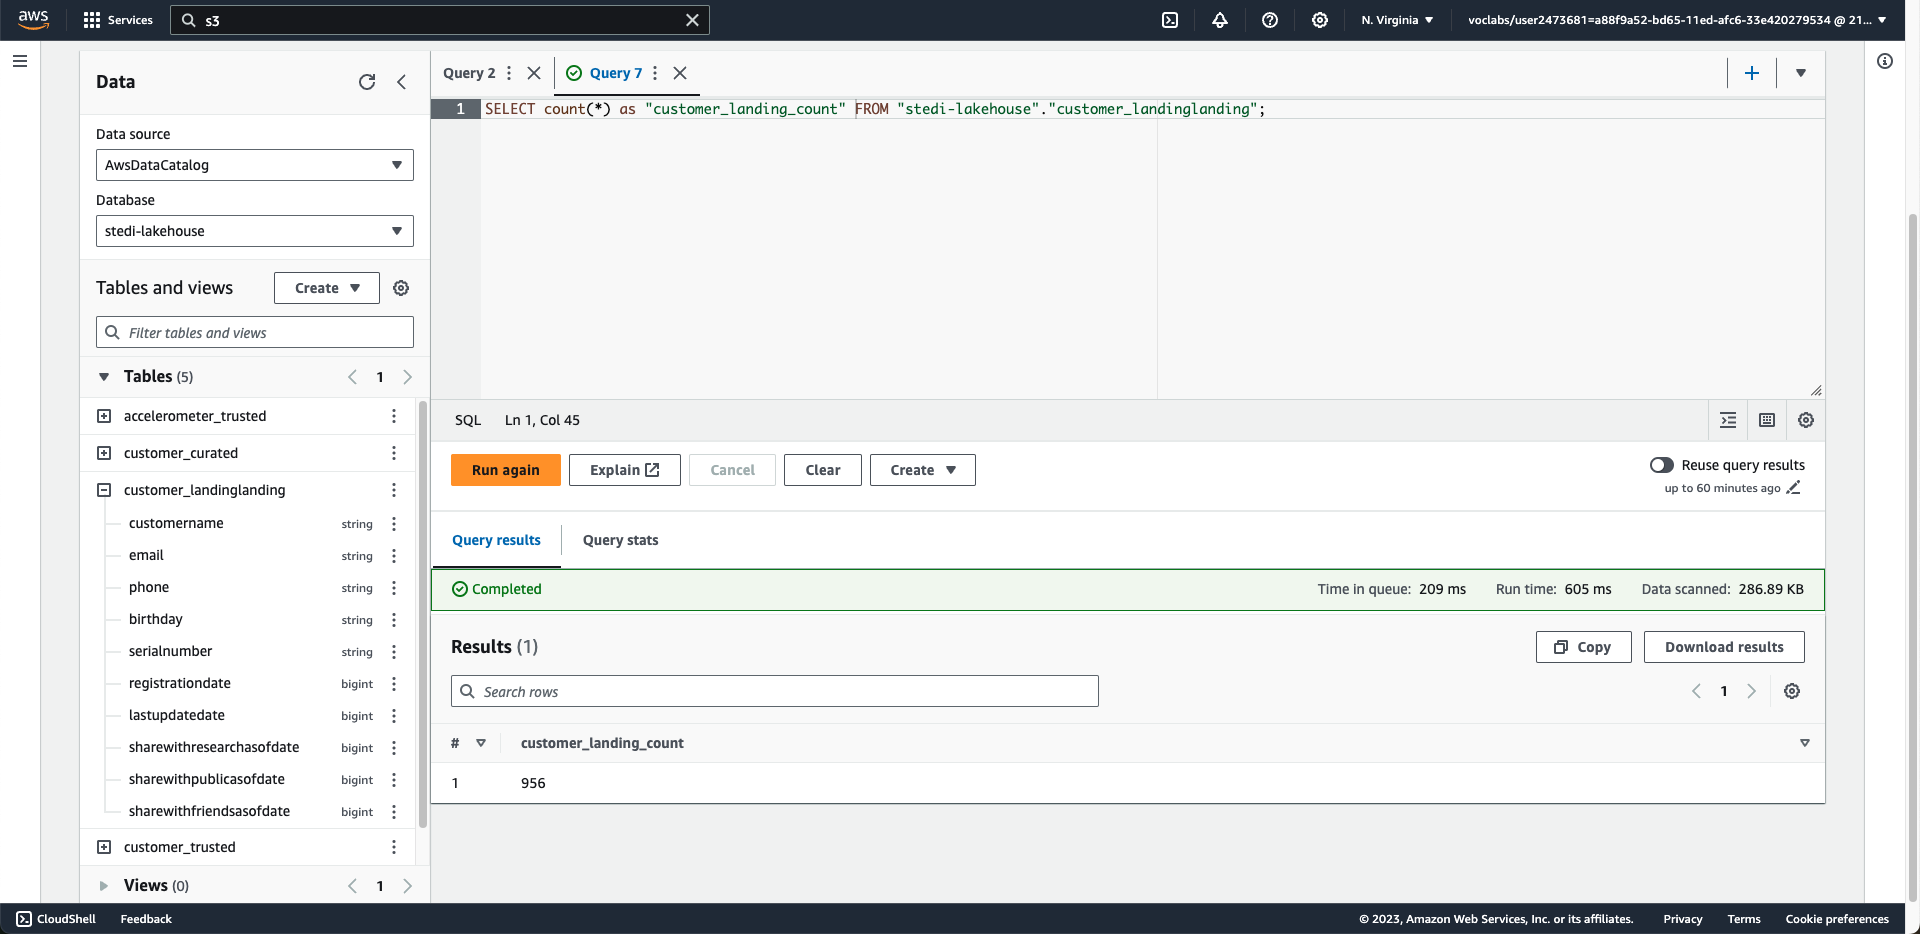 aws
Services
s3
N. Virginia
voclabs/user2473681=a88f9a52-bd65-11ed-afc6-33e420279534 @ 21...
Data
Data source
AwsDataCatalog
Database
stedi-lakehouse
Tables and views
Create
Filter tables and views
Tables (5)
1
accelerometer_trusted
customer_curated
customer_landinglanding
customername string
email string
phone string
birthday string
serialnumber string
registrationdate bigint
lastupdatedate bigint
sharewithresearchasofdate bigint
sharewithpublicasofdate bigint
sharewithfriendsasofdate bigint
customer_trusted
Views (0)
1
Query 2
Query 7
1 SELECT count(*) as "customer_landing_count" FROM "stedi-lakehouse"."customer_landinglanding";
SQL Ln 1, Col 45
Run again
Explain
Cancel
Clear
Create
Reuse query results
up to 60 minutes ago
Query results
Query stats
Completed
Time in queue: 209 ms
Run time: 605 ms
Data scanned: 286.89 KB
Results (1)
Copy
Download results
Search rows
1
# customer_landing_count
1 956
CloudShell
Feedback
© 2023, Amazon Web Services, Inc. or its affiliates.
Privacy
Terms
Cookie preferences